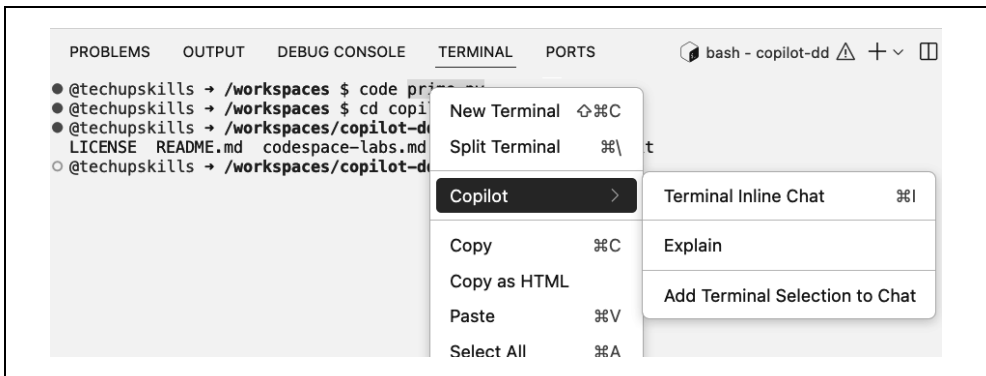 PROBLEMS OUTPUT DEBUG CONSOLE TERMINAL PORTS bash - copilot-dd
@techupskills → /workspaces $ code
@techupskills → /workspaces $ cd copi
@techupskills → /workspaces/copilot-d
LICENSE README.md codespace-labs.md t
@techupskills → /workspaces/copilot-d
New Terminal ⇧⌘C
Split Terminal ⌘\
Copilot >
Terminal Inline Chat ⌘I
Explain
Add Terminal Selection to Chat
Copy ⌘C
Copy as HTML
Paste ⌘V
Select All ⌘A